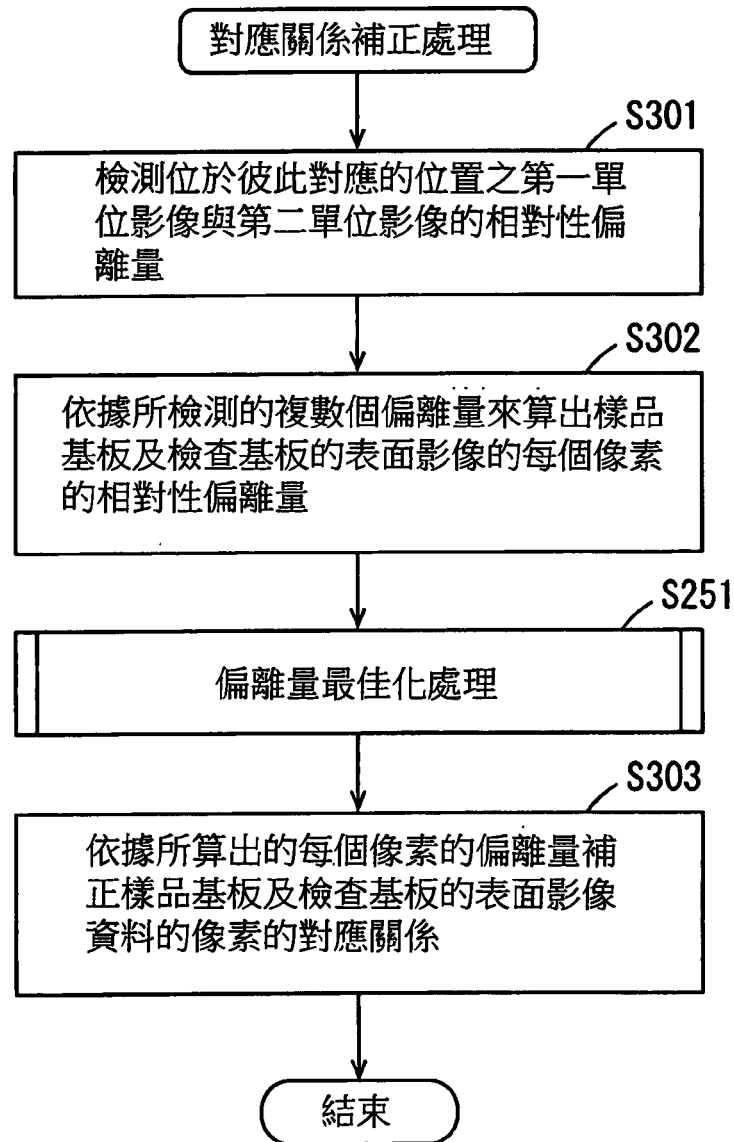 對應關係補正處理
S301
檢測位於彼此對應的位置之第一單
位影像與第二單位影像的相對性偏
離量
S302
依據所檢測的複數個偏離量來算出樣品
基板及檢查基板的表面影像的每個像素
的相對性偏離量
S251
偏離量最佳化處理
S303
依據所算出的每個像素的偏離量補
正樣品基板及檢查基板的表面影像
資料的像素的對應關係
結束